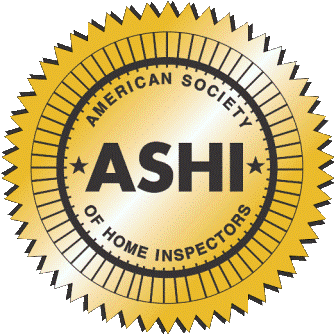 AMERICAN SOCIETY
ASHI
OF HOME INSPECTORS